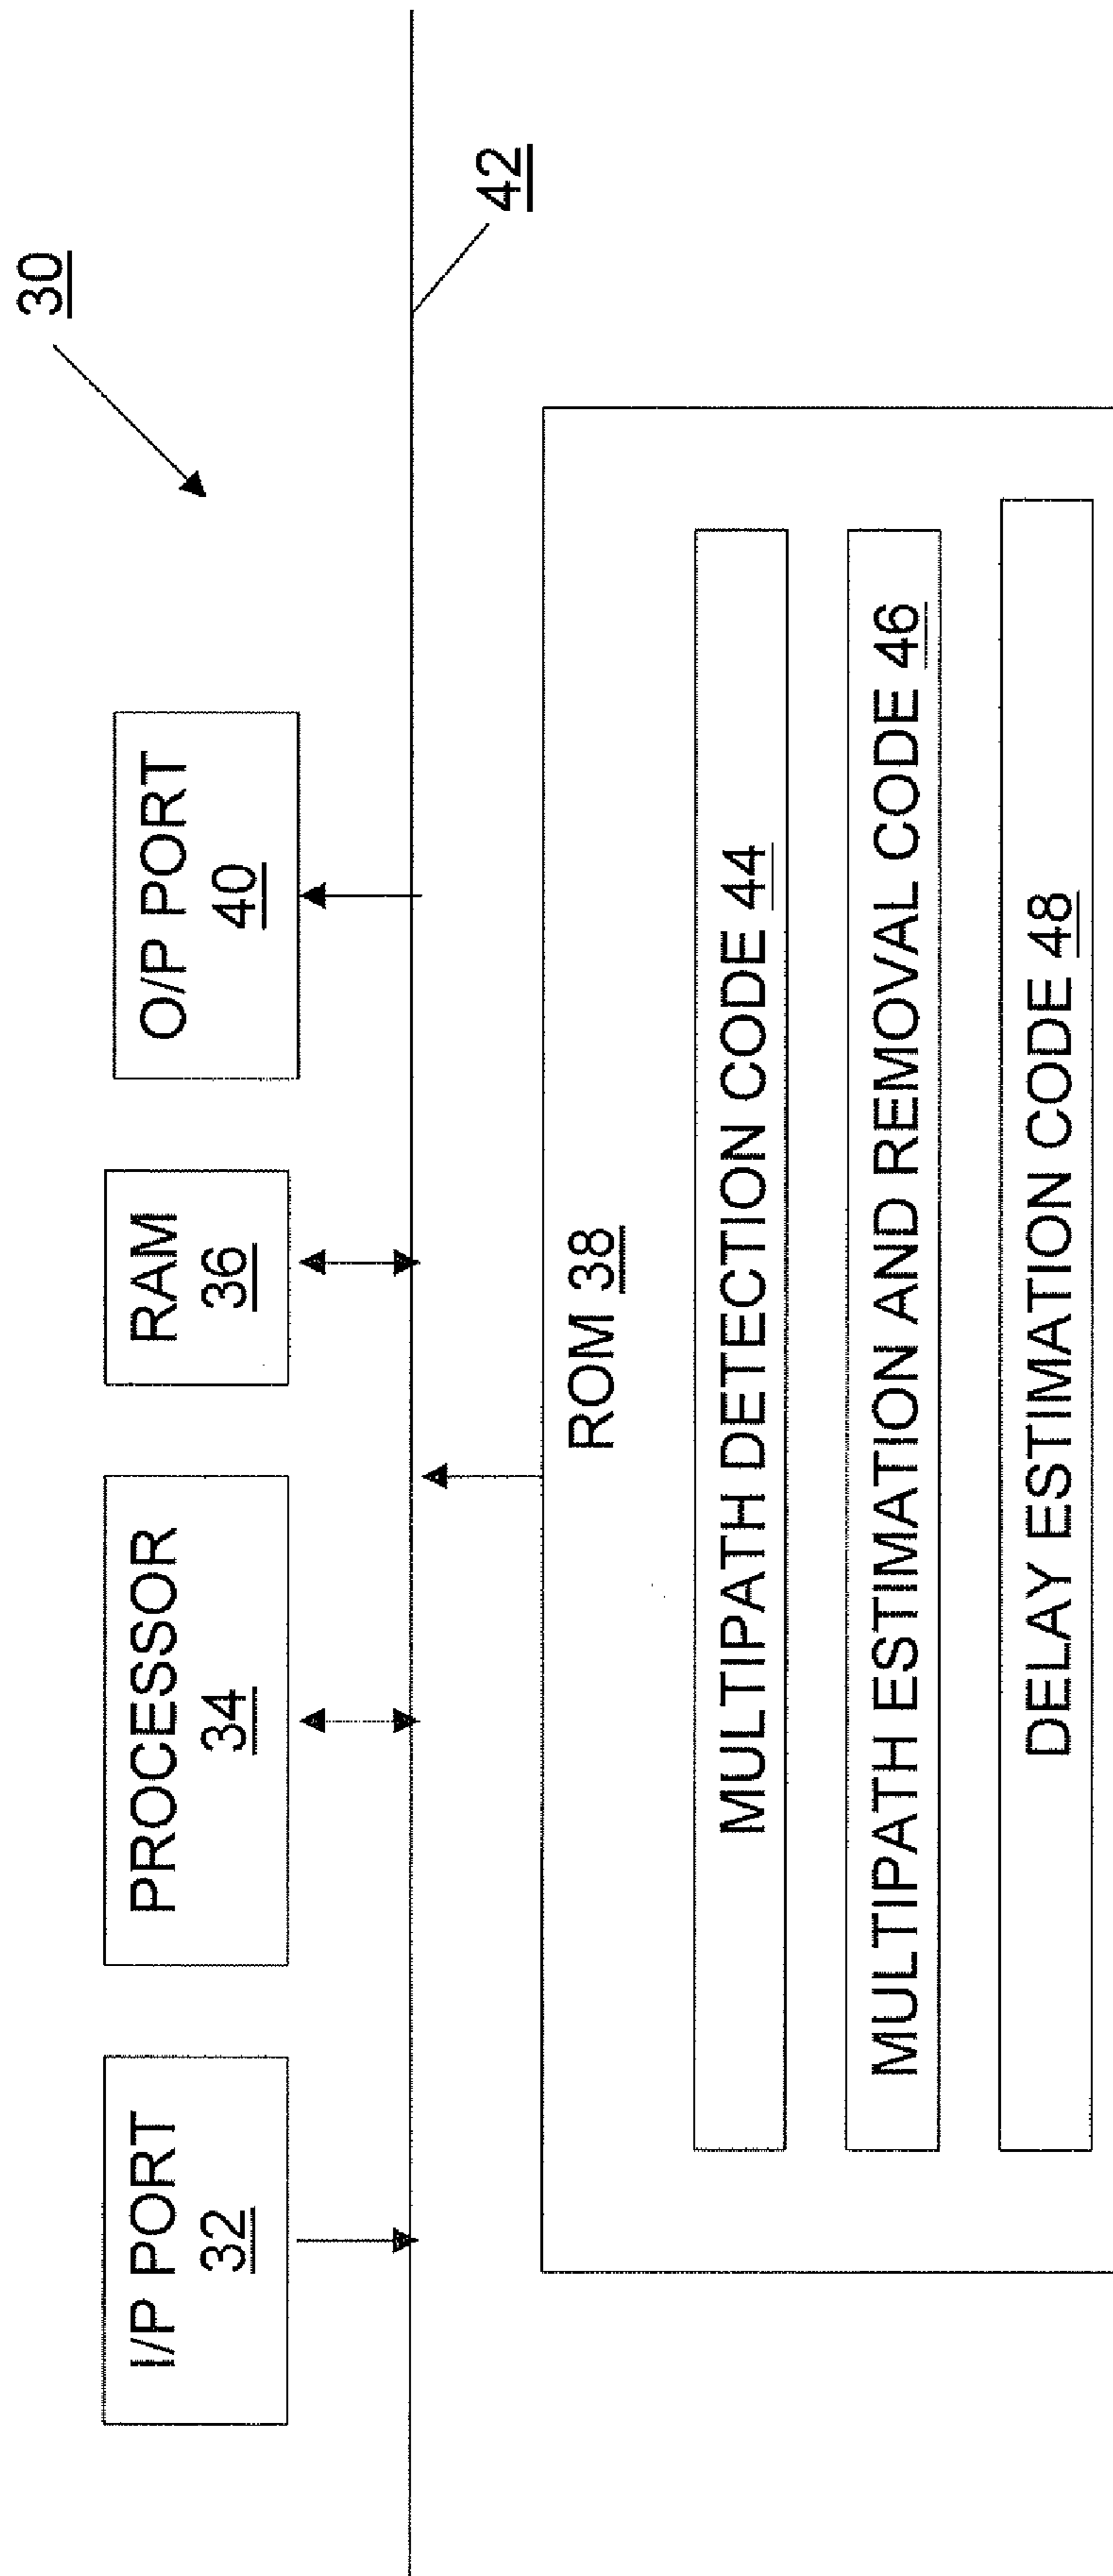 30
I/P PORT
32
PROCESSOR
34
RAM
36
O/P PORT
40
42
ROM 38
MULTIPATH DETECTION CODE 44
MULTIPATH ESTIMATION AND REMOVAL CODE 46
DELAY ESTIMATION CODE 48